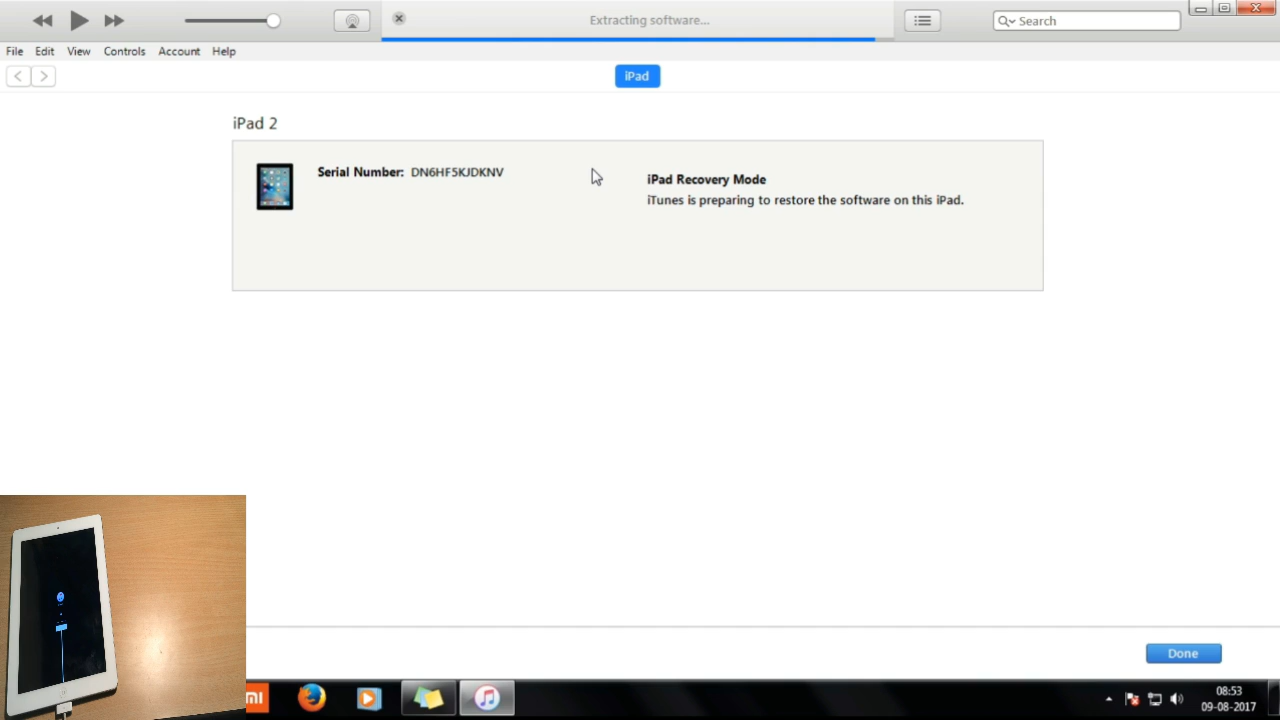 Extracting software...
Search
File Edit View Controls Account Help
iPad
iPad 2
Serial Number: DN6HF5KJDKNV
iPad Recovery Mode
iTunes is preparing to restore the software on this iPad.
Done
mi
08:53
09-08-2017